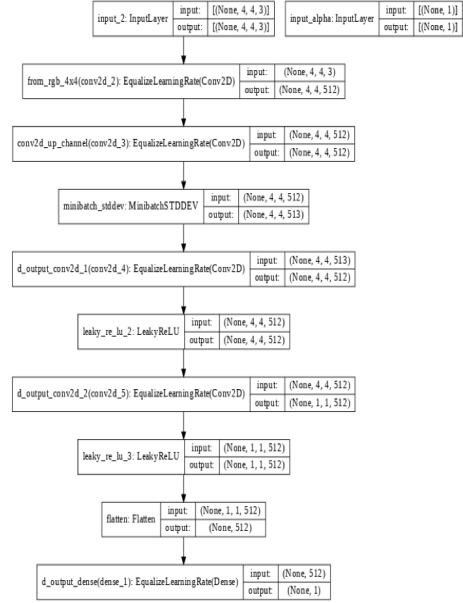 input_2: InputLayer
input: [(None, 4, 4, 3)]
output: [(None, 4, 4, 3)]
input_alpha: InputLayer
input: [(None, 1)]
output: [(None, 1)]
from_rgb_4x4(conv2d_2): EqualizeLearningRate(Conv2D)
input: (None, 4, 4, 3)
output: (None, 4, 4, 512)
conv2d_up_channel(conv2d_3): EqualizeLearningRate(Conv2D)
input: (None, 4, 4, 512)
output: (None, 4, 4, 512)
minibatch_stddev: MinibatchSTDDEV
input: (None, 4, 4, 512)
output: (None, 4, 4, 513)
d_output_conv2d_1(conv2d_4): EqualizeLearningRate(Conv2D)
input: (None, 4, 4, 513)
output: (None, 4, 4, 512)
leaky_re_lu_2: LeakyReLU
input: (None, 4, 4, 512)
output: (None, 4, 4, 512)
d_output_conv2d_2(conv2d_5): EqualizeLearningRate(Conv2D)
input: (None, 4, 4, 512)
output: (None, 1, 1, 512)
leaky_re_lu_3: LeakyReLU
input: (None, 1, 1, 512)
output: (None, 1, 1, 512)
flatten: Flatten
input: (None, 1, 1, 512)
output: (None, 512)
d_output_dense(dense_1): EqualizeLearningRate(Dense)
input: (None, 512)
output: (None, 1)